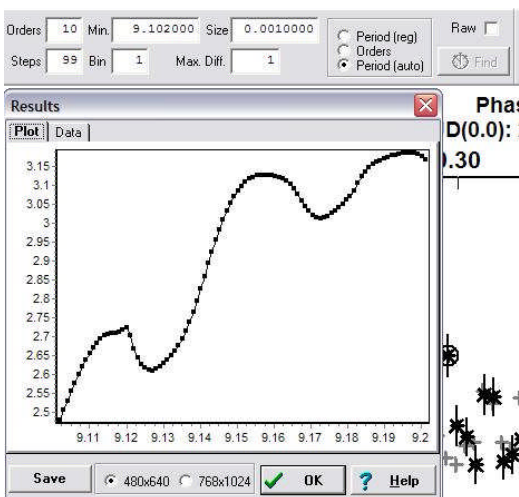 Orders 10 Min. 9.102000 Size 0.0010000
Steps 99 Bin 1 Max. Diff. 1
Period (reg)
Orders
Period (auto)
Raw
Find
Results
Plot Data
3.15
3.1
3.05
3
2.95
2.9
2.85
2.8
2.75
2.7
2.65
2.6
2.55
2.5
9.11 9.12 9.13 9.14 9.15 9.16 9.17 9.18 9.19 9.2
Save 480x640 768x1024 OK ? Help
Phas
D(0.0):
.30